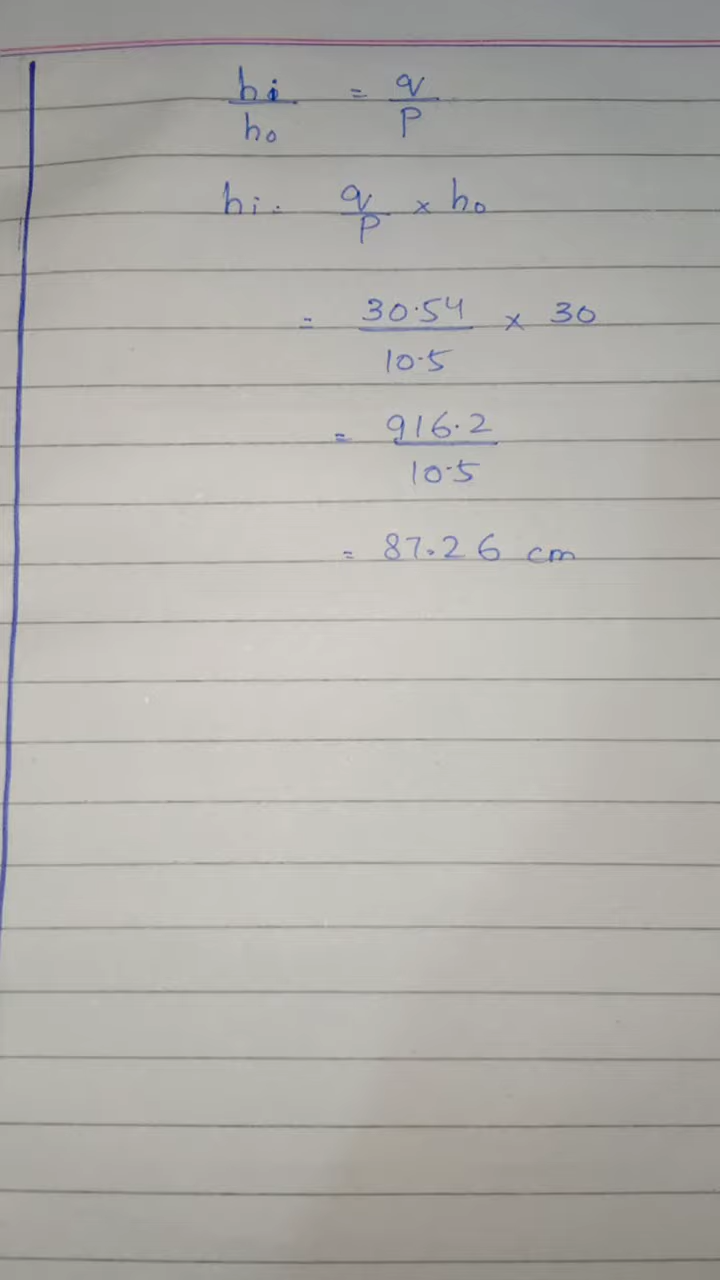 hi/ho = q/P
hi = q/P × ho
= 30.54/10.5 × 30
= 916.2/10.5
= 87.26 cm